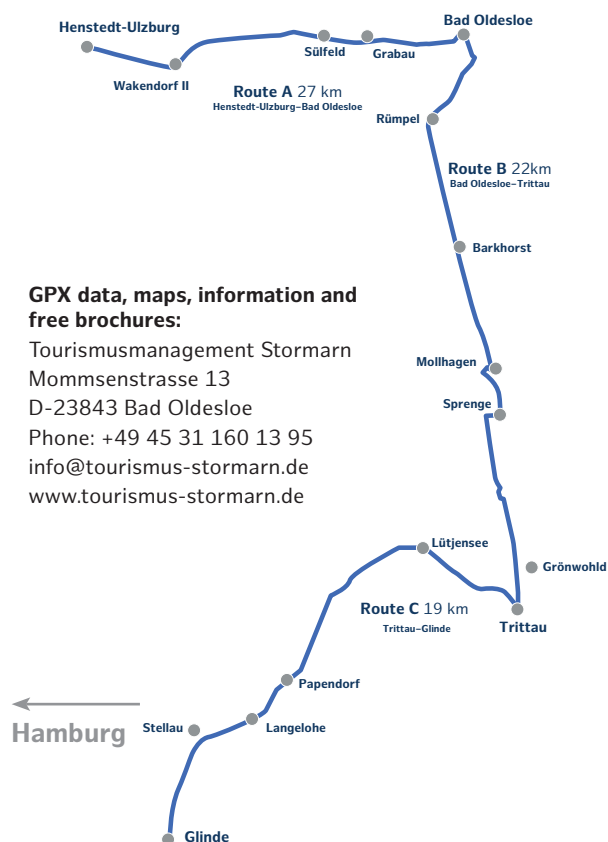 Bad Oldesloe
Henstedt-Ulzburg
Sülfeld
Grabau
Wakendorf II
Route A 27 km
Henstedt-Ulzburg–Bad Oldesloe
Rümpel
Route B 22km
Bad Oldesloe–Trittau
Barkhorst
GPX data, maps, information and
free brochures:
Tourismusmanagement Stormarn
Mommsenstrasse 13
D-23843 Bad Oldesloe
Phone: +49 45 31 160 13 95
info@tourismus-stormarn.de
www.tourismus-stormarn.de
Mollhagen
Sprenge
Lütjensee
Grönwohld
Route C 19 km
Trittau–Glinde
Trittau
Papendorf
Hamburg
Stellau
Langelohe
Glinde